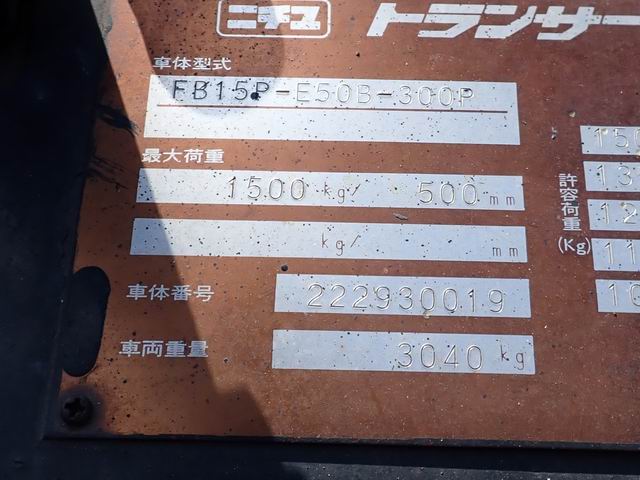 ニチユ トランサー
車体型式
FB15P-E50B-300P
最大荷重
1500 kg/ 500 mm
kg/ mm
車体番号 222930019
車両重量 3040 kg
許容荷重
(Kg)